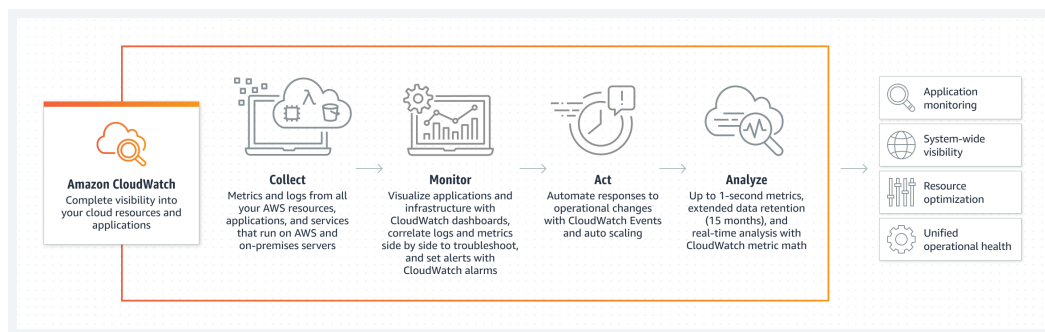 Amazon CloudWatch
Complete visibility into
your cloud resources and
applications
Collect
Metrics and logs from all
your AWS resources,
applications, and services
that run on AWS and
on-premises servers
Monitor
Visualize applications and
infrastructure with
CloudWatch dashboards,
correlate logs and metrics
side by side to troubleshoot,
and set alerts with
CloudWatch alarms
Act
Automate responses to
operational changes
with CloudWatch Events
and auto scaling
Analyze
Up to 1-second metrics,
extended data retention
(15 months), and
real-time analysis with
CloudWatch metric math
Application
monitoring
System-wide
visibility
Resource
optimization
Unified
operational health